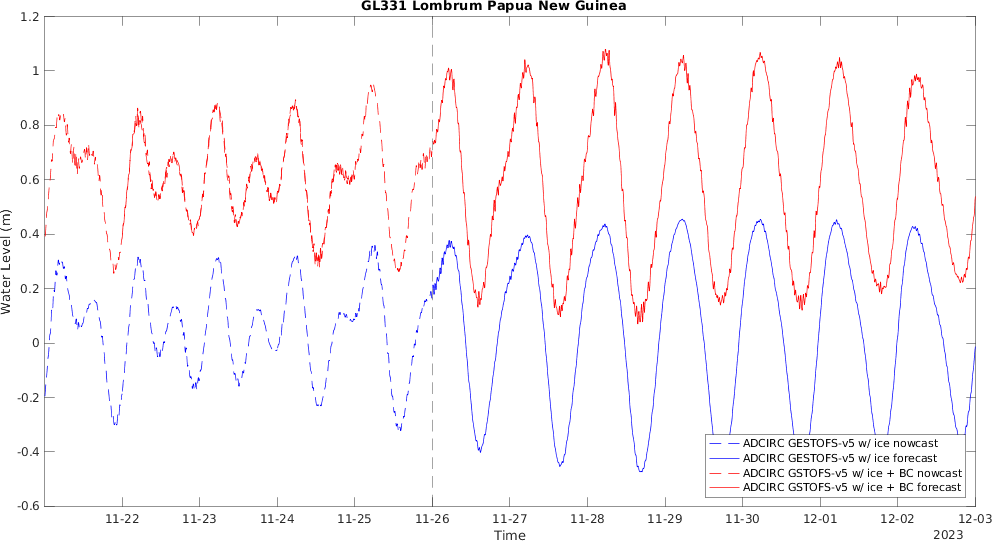 GL331 Lombrum Papua New Guinea
1.2
1
0.8
0.6
0.4
0.2
0
-0.2
-0.4
-0.6
Water Level (m)
ADCIRC GESTOFS-v5 w/ ice nowcast
ADCIRC GESTOFS-v5 w/ ice forecast
ADCIRC GSTOFS-v5 w/ ice + BC nowcast
ADCIRC GSTOFS-v5 w/ ice + BC forecast
11-22 11-23 11-24 11-25 11-26 11-27 11-28 11-29 11-30 12-01 12-02 12-03
Time
2023